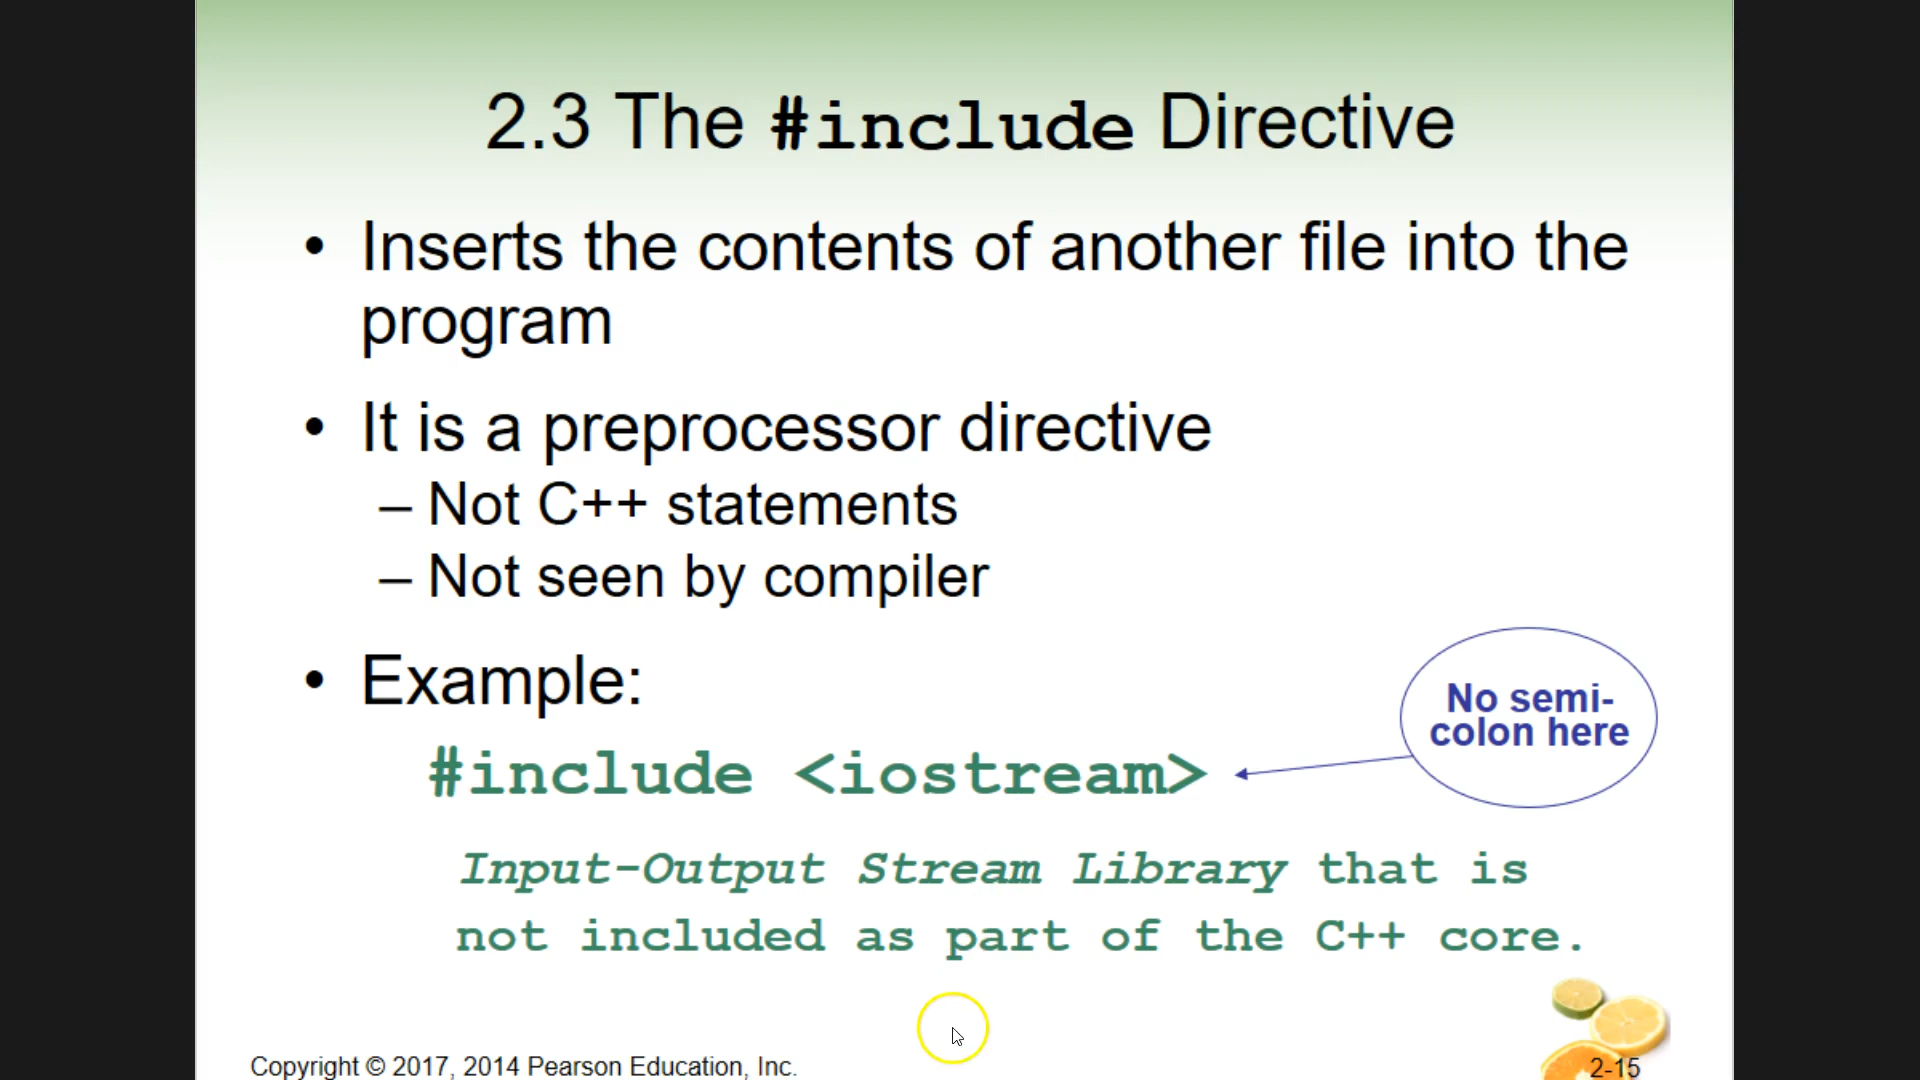 2.3 The #include Directive
• Inserts the contents of another file into the
program
• It is a preprocessor directive
– Not C++ statements
– Not seen by compiler
• Example:
No semi-
colon here
#include <iostream>
Input-Output Stream Library that is
not included as part of the C++ core.
Copyright © 2017, 2014 Pearson Education, Inc.
2-15